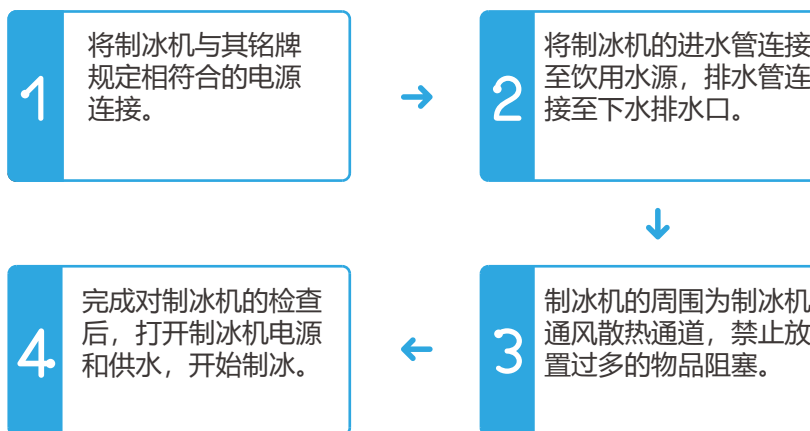 1
将制冰机与其铭牌
规定相符合的电源
连接。
2
将制冰机的进水管连接
至饮用水源，排水管连
接至下水排水口。
3
制冰机的周围为制冰机
通风散热通道，禁止放
置过多的物品阻塞。
4
完成对制冰机的检查
后，打开制冰机电源
和供水，开始制冰。